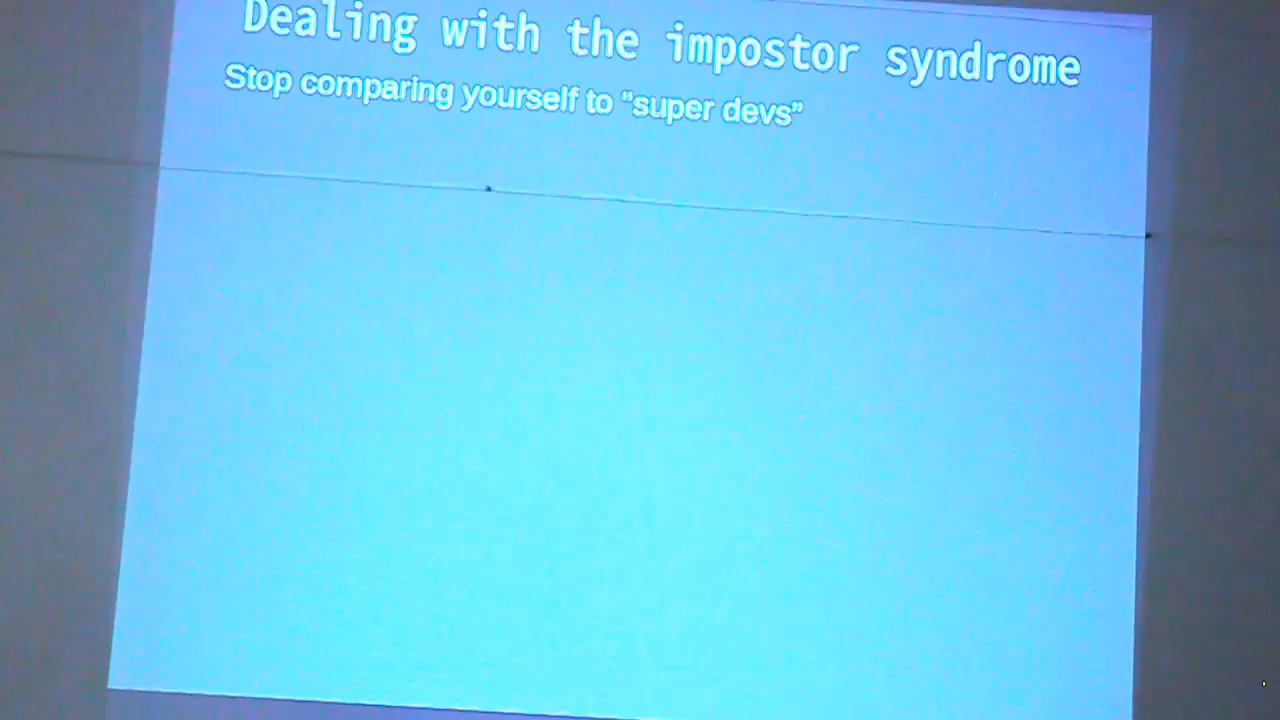 Dealing with the impostor syndrome
Stop comparing yourself to “super devs”